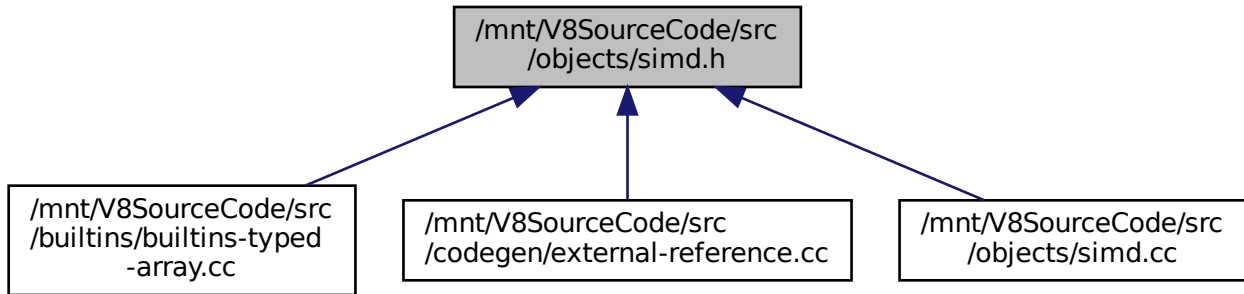 /mnt/V8SourceCode/src
/objects/simd.h
/mnt/V8SourceCode/src
/builtins/builtins-typed
-array.cc
/mnt/V8SourceCode/src
/codegen/external-reference.cc
/mnt/V8SourceCode/src
/objects/simd.cc